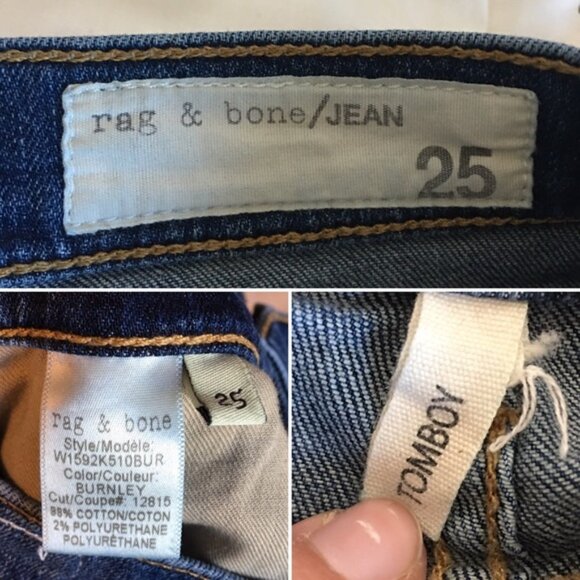 rag & bone/JEAN
25
rag & bone
Style/Modèle:
W1592K510BUR
Color/Couleur:
BURNLEY
Cut/Coupe#: 12815
98% COTTON/COTON
2% POLYURETHANE
POLYURÉTHANE
25
TOMBOY